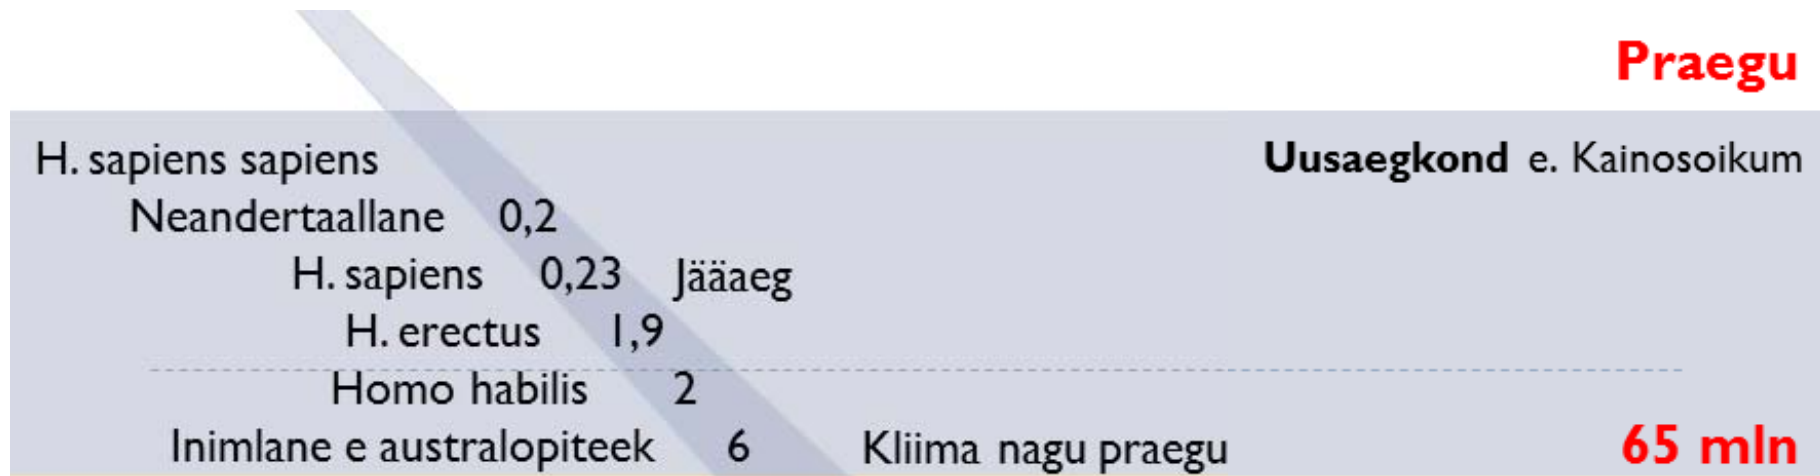 Praegu
H. sapiens sapiens Uusaegkond e. Kainosoikum
Neandertaallane 0,2
H. sapiens 0,23 Jääaeg
H. erectus 1,9
Homo habilis 2
Inimlane e australopiteek 6 Kliima nagu praegu 65 mln